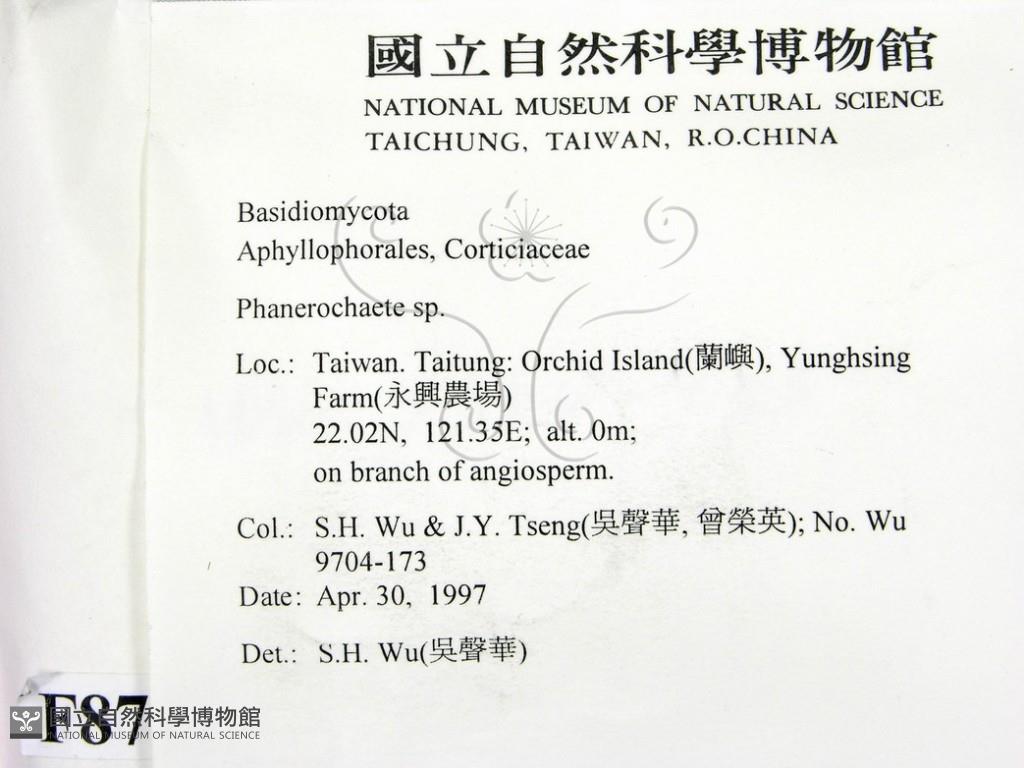 國立自然科學博物館
NATIONAL MUSEUM OF NATURAL SCIENCE
TAICHUNG, TAIWAN, R.O.CHINA
Basidiomycota
Aphyllophorales, Corticiaceae
Phanerochaete sp.
Loc.: Taiwan. Taitung: Orchid Island(蘭嶼), Yunghsing
Farm(永興農場)
22.02N, 121.35E; alt. 0m;
on branch of angiosperm.
Col.: S.H. Wu & J.Y. Tseng(吳聲華, 曾榮英); No. Wu
9704-173
Date: Apr. 30, 1997
Det.: S.H. Wu(吳聲華)
F87
國立自然科學博物館
NATIONAL MUSEUM OF NATURAL SCIENCE